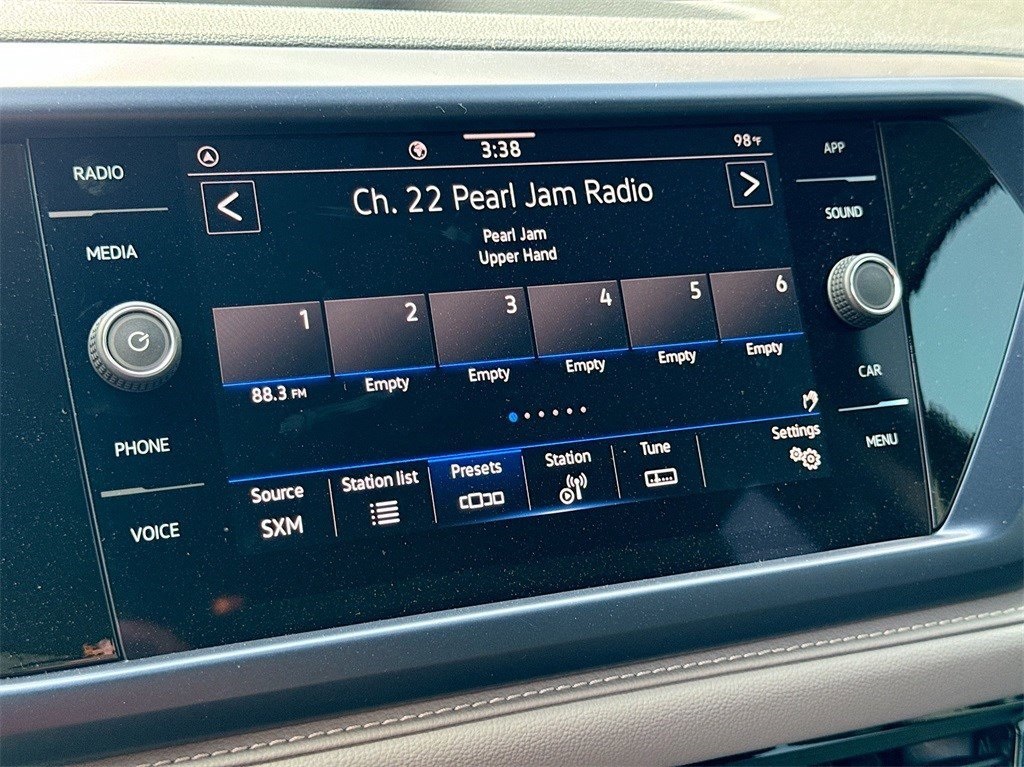 RADIO
MEDIA
PHONE
VOICE
3:38
98°F
Ch. 22 Pearl Jam Radio
Pearl Jam
Upper Hand
1 2 3 4 5 6
88.3 FM Empty Empty Empty Empty Empty
Settings
Source Station list Presets Station Tune
SXM
APP
SOUND
CAR
MENU